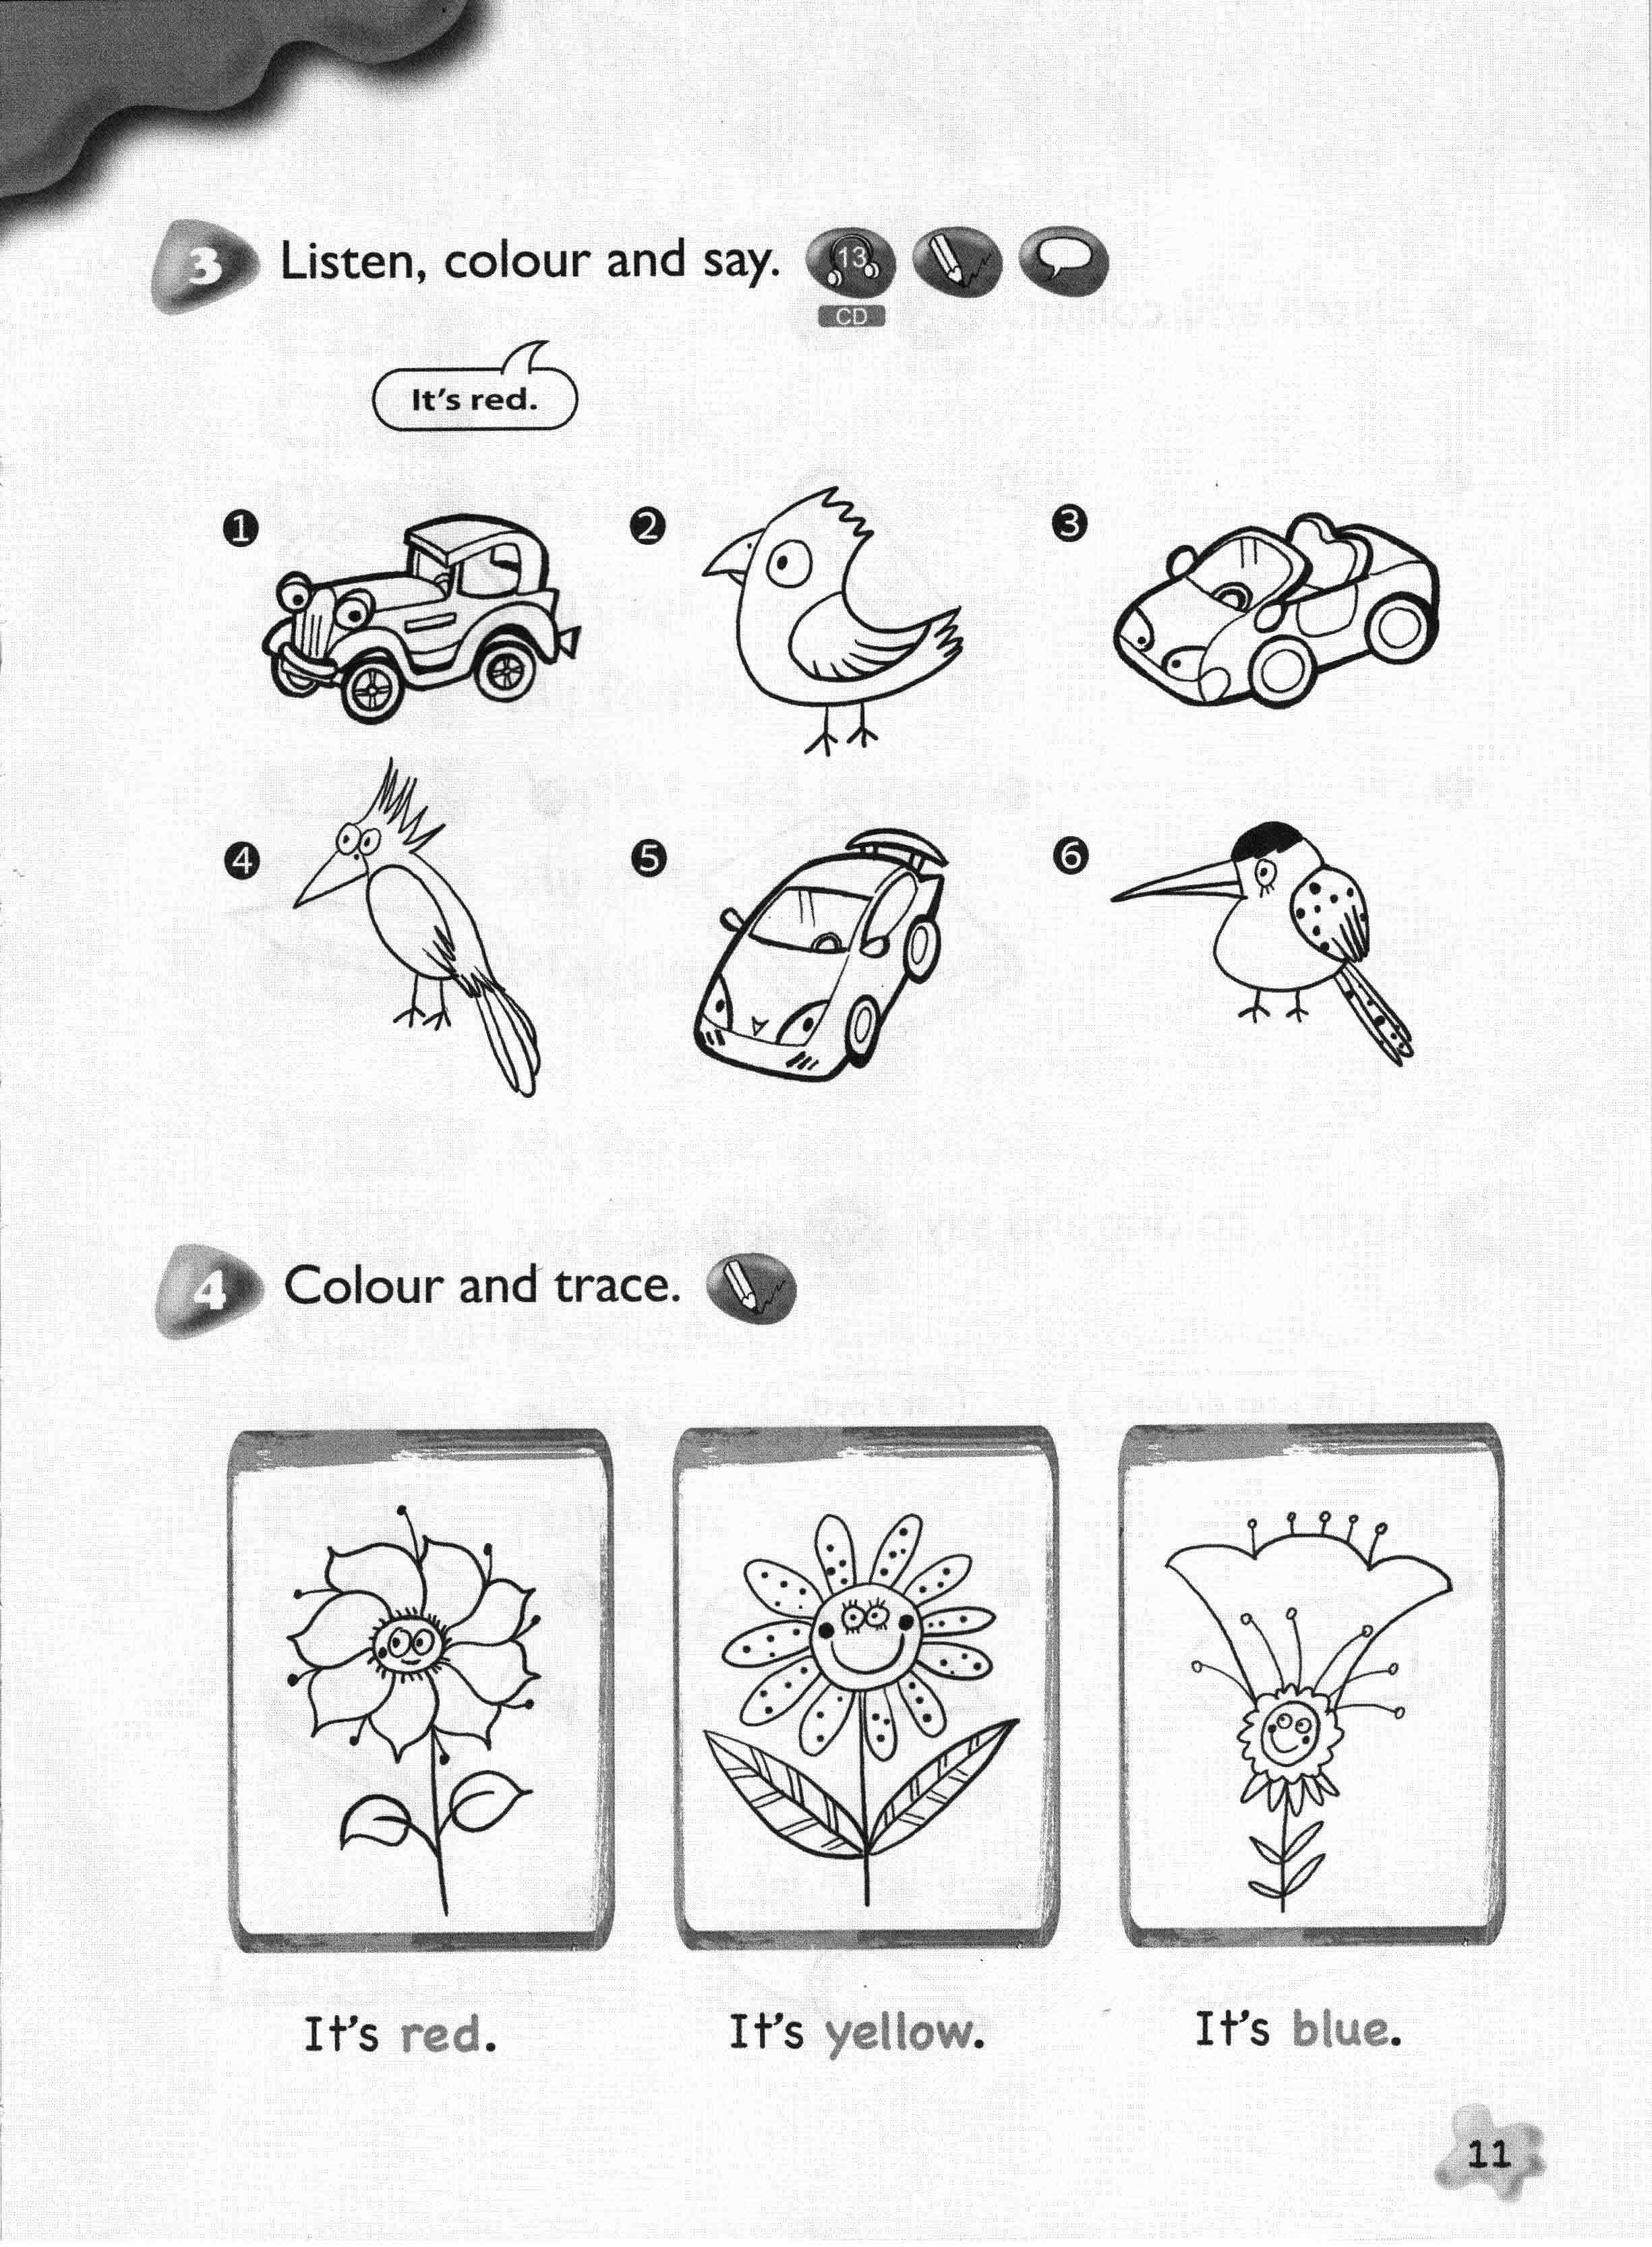 3 Listen, colour and say. 13
CD
It's red.
1 2 3
4 5 6
4 Colour and trace.
It's red. It's yellow. It's blue.
11